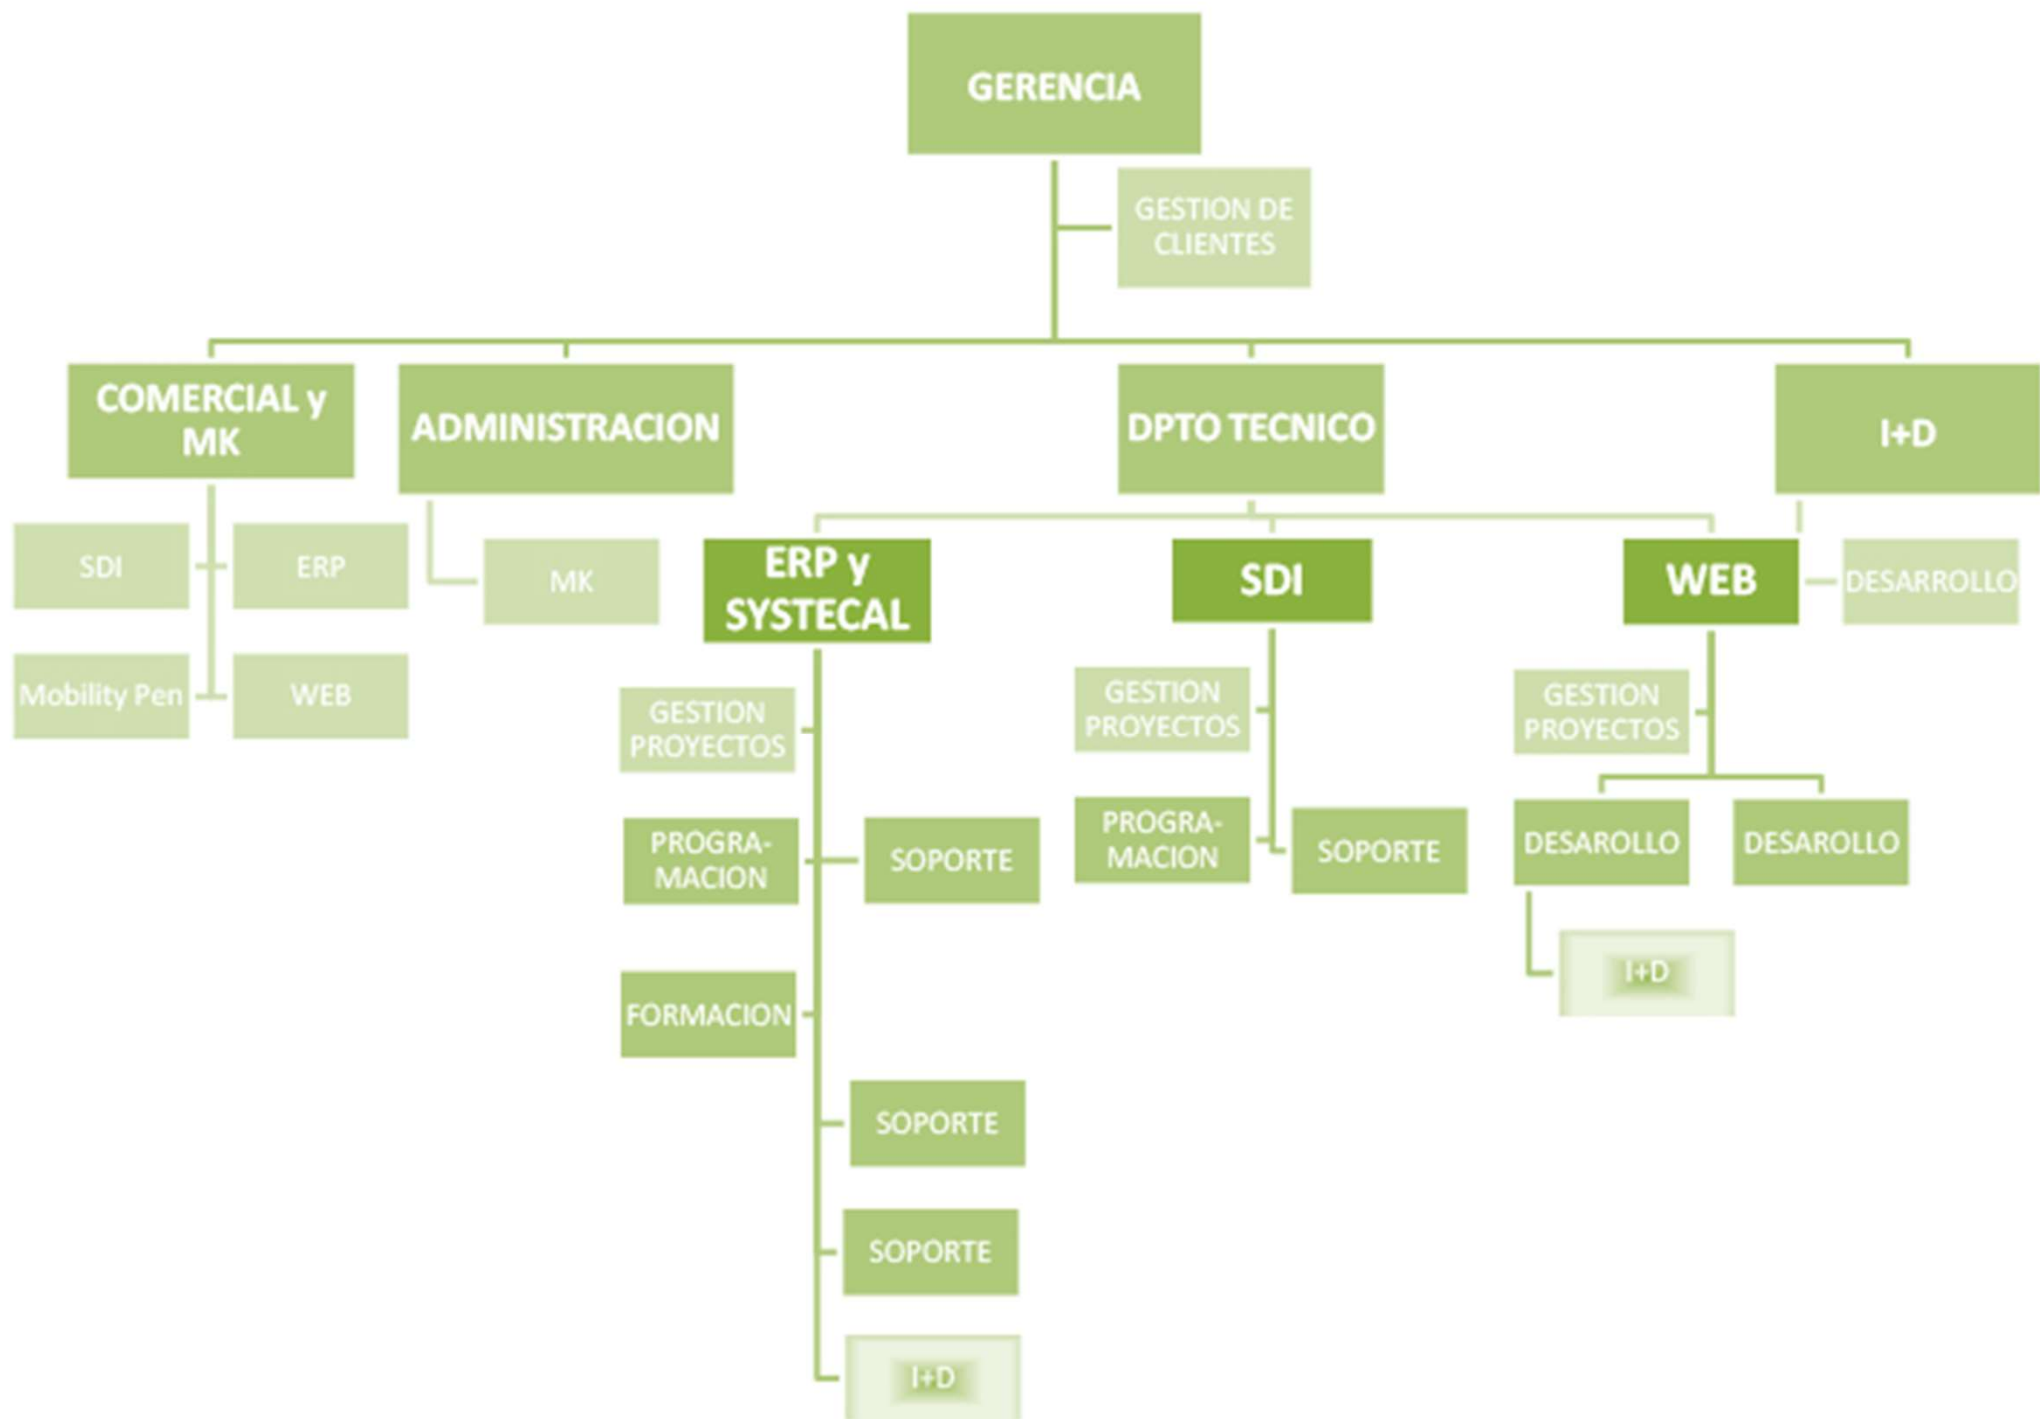 GERENCIA
GESTION DE
CLIENTES
COMERCIAL y
MK
ADMINISTRACION
DPTO TECNICO
I+D
SDI
ERP
Mobility Pen
WEB
MK
ERP y
SYSTECAL
SDI
WEB
DESARROLLO
GESTION
PROYECTOS
PROGRA-
MACION
SOPORTE
FORMACION
SOPORTE
SOPORTE
I+D
GESTION
PROYECTOS
PROGRA-
MACION
SOPORTE
GESTION
PROYECTOS
DESAROLLO
DESAROLLO
I+D